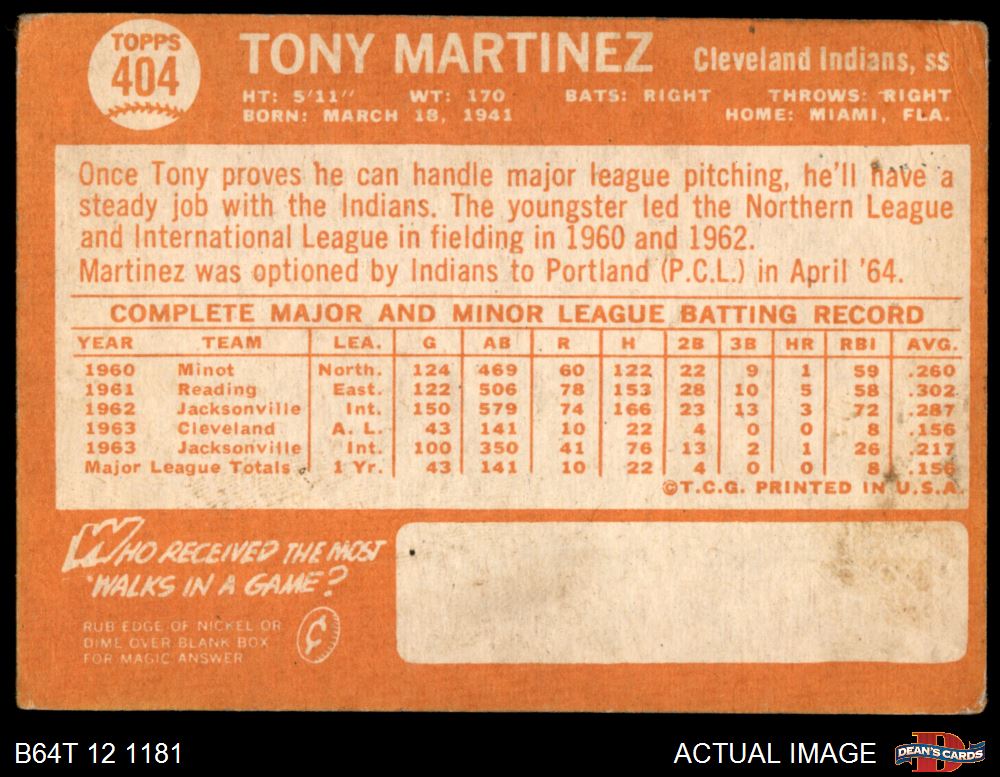 TOPPS
404
TONY MARTINEZ Cleveland Indians, ss
HT: 5'11" WT: 170 BATS: RIGHT THROWS: RIGHT
BORN: MARCH 18, 1941 HOME: MIAMI, FLA.
Once Tony proves he can handle major league pitching, he'll have a
steady job with the Indians. The youngster led the Northern League
and International League in fielding in 1960 and 1962.
Martinez was optioned by Indians to Portland (P.C.L.) in April '64.
COMPLETE MAJOR AND MINOR LEAGUE BATTING RECORD
YEAR TEAM LEA. G AB R H 2B 3B HR RBI AVG.
1960 Minot North. 124 469 60 122 22 9 1 59 .260
1961 Reading East. 122 506 78 153 28 10 5 58 .302
1962 Jacksonville Int. 150 579 74 166 23 13 3 72 .287
1963 Cleveland A. L. 43 141 10 22 4 0 0 8 .156
1963 Jacksonville Int. 100 350 41 76 13 2 1 26 .217
Major League Totals 1 Yr. 43 141 10 22 4 0 0 8 .156
©T.C.G. PRINTED IN U.S.A.
WHO RECEIVED THE MOST
WALKS IN A GAME?
RUB EDGE OF NICKEL OR
DIME OVER BLANK BOX
FOR MAGIC ANSWER
¢
B64T 12 1181 ACTUAL IMAGE DEAN'S CARDS